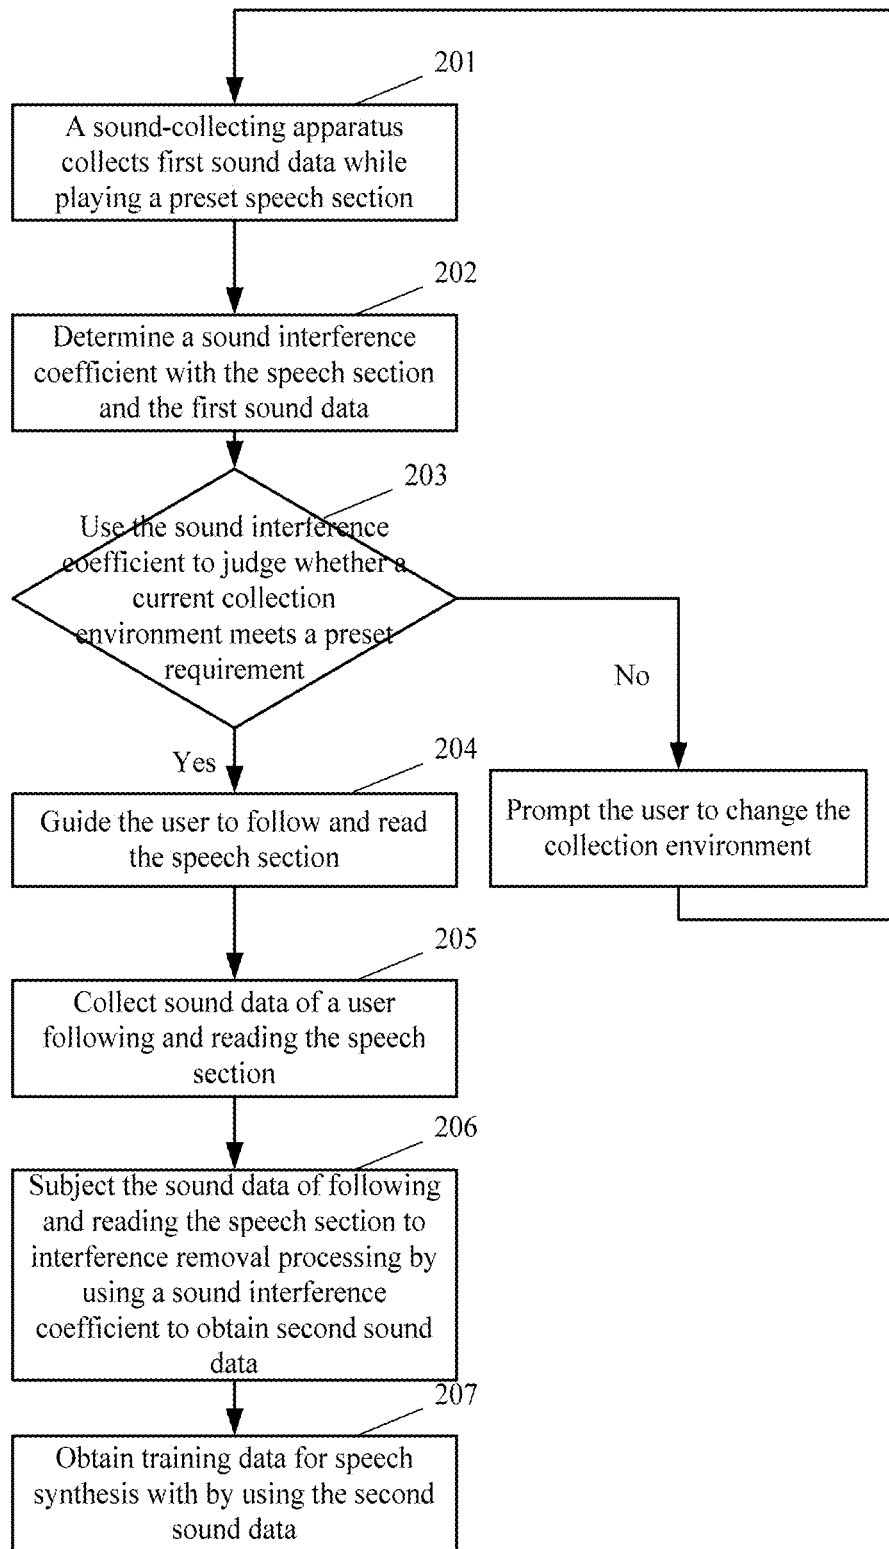 201
A sound-collecting apparatus
collects first sound data while
playing a preset speech section
202
Determine a sound interference
coefficient with the speech section
and the first sound data
203
Use the sound interference
coefficient to judge whether a
current collection
environment meets a preset
requirement
No
Yes
204
Guide the user to follow and read
the speech section
Prompt the user to change the
collection environment
205
Collect sound data of a user
following and reading the speech
section
206
Subject the sound data of following
and reading the speech section to
interference removal processing by
using a sound interference
coefficient to obtain second sound
data
207
Obtain training data for speech
synthesis with by using the second
sound data